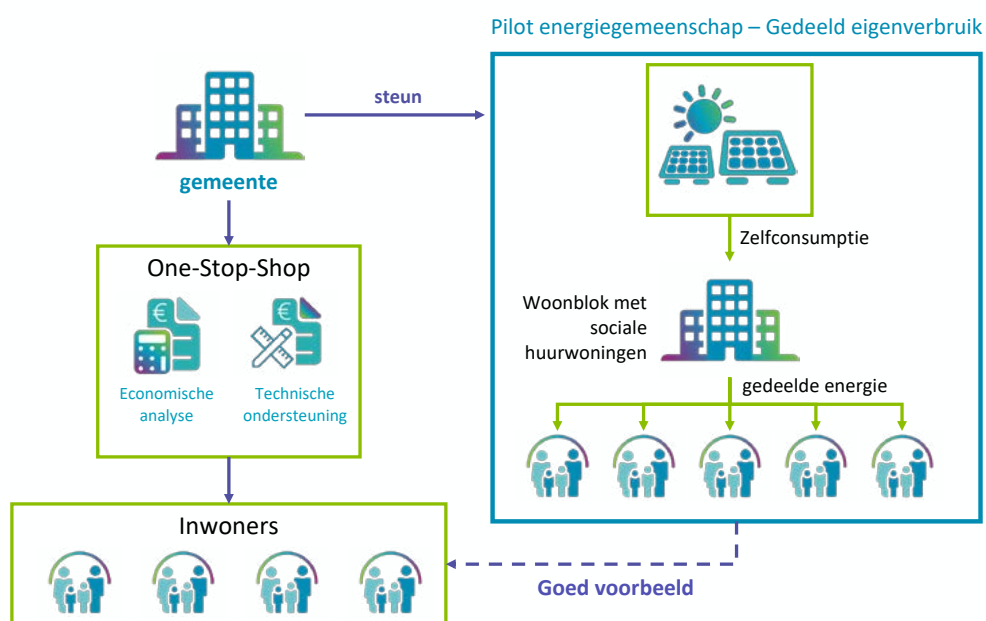 Pilot energiegemeenschap – Gedeeld eigenverbruik
steun
gemeente
One-Stop-Shop
€
€
Economische
analyse
Technische
ondersteuning
Zelfconsumptie
Woonblok met
sociale
huurwoningen
gedeelde energie
Inwoners
Goed voorbeeld